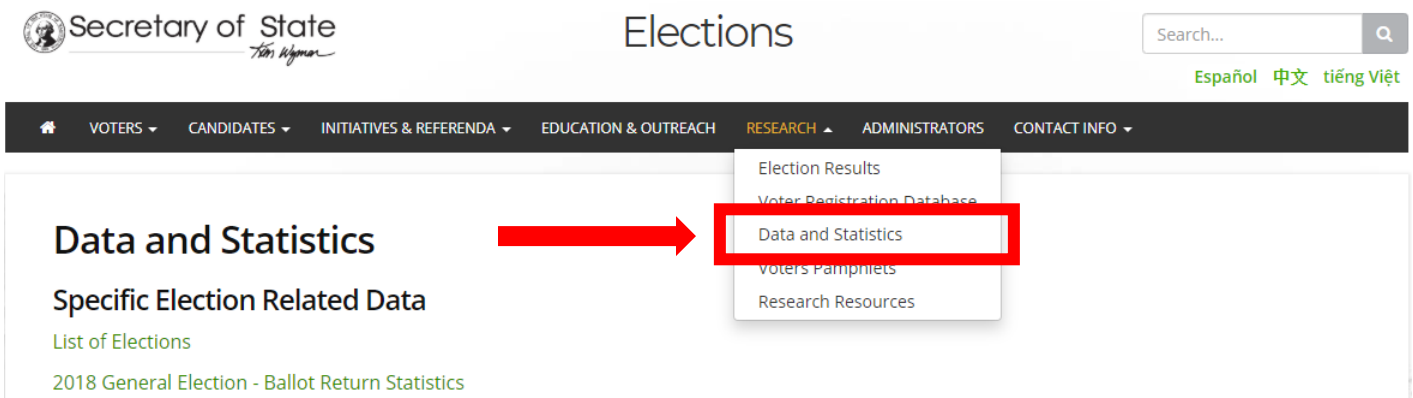 Secretary of State
Kim Wyman
Elections
Search...
Español 中文 tiếng Việt
VOTERS CANDIDATES INITIATIVES & REFERENDA EDUCATION & OUTREACH RESEARCH ADMINISTRATORS CONTACT INFO
Election Results
Voter Registration Database
Data and Statistics
Voters Pamphlets
Research Resources
Data and Statistics
Specific Election Related Data
List of Elections
2018 General Election - Ballot Return Statistics